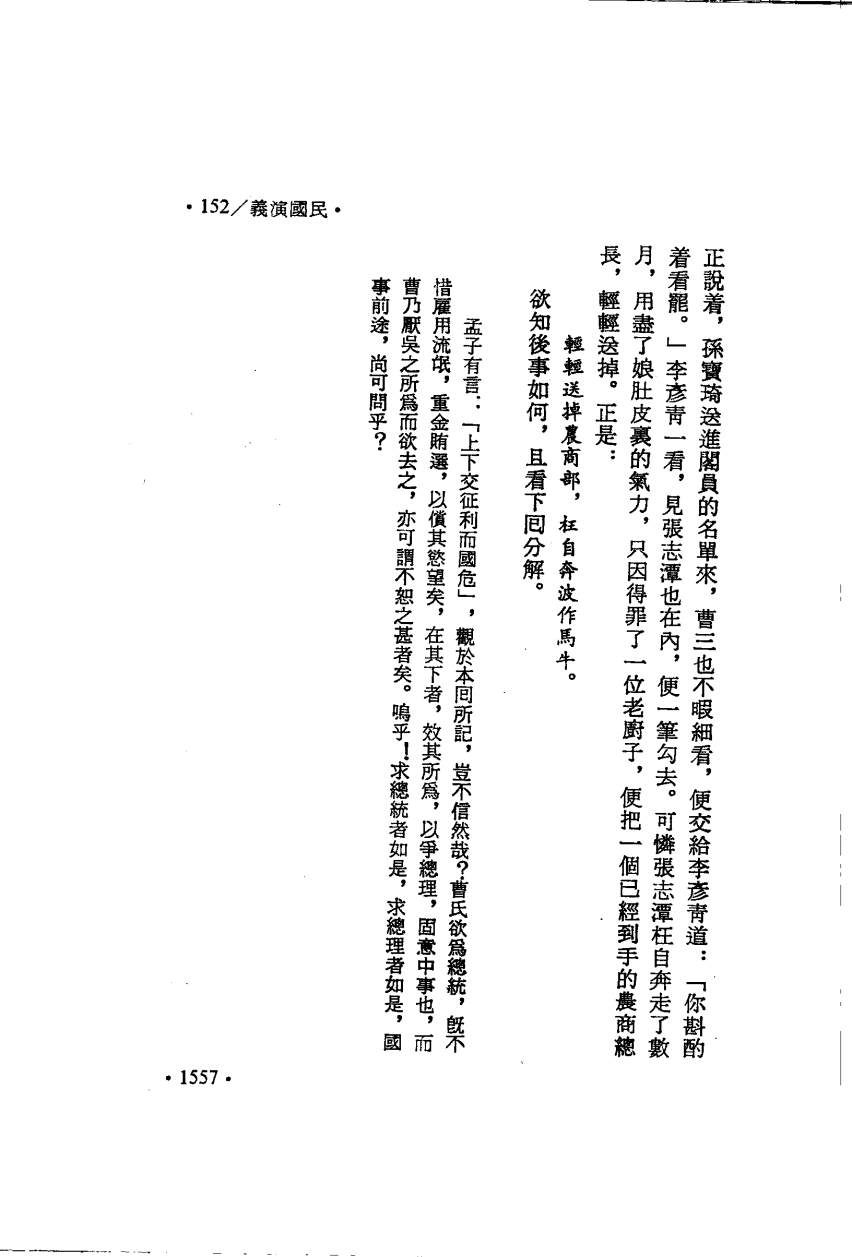 •152／義演國民•
正說着，孫寶琦送進閣員的名單來，曹三也不暇細看，便交給李彥靑道：「你斟酌
着看罷。」李彥靑一看，見張志潭也在內，便一筆勾去。可憐張志潭枉自奔走了數
月，用盡了娘肚皮裏的氣力，只因得罪了一位老廚子，便把一個已經到手的農商總
長，輕輕送掉。正是：
輕輕送掉農商部，枉自奔波作馬牛。
欲知後事如何，且看下囘分解。
孟子有言：「上下交征利而國危」，觀於本囘所記，豈不信然哉？曹氏欲爲總統，旣不
惜雇用流氓，重金賄選，以償其慾望矣，在其下者，效其所爲，以爭總理，固意中事也，而
曹乃厭吳之所爲而欲去之，亦可謂不恕之甚者矣。嗚乎！求總統者如是，求總理者如是，國
事前途，尚可問乎？
•1557•